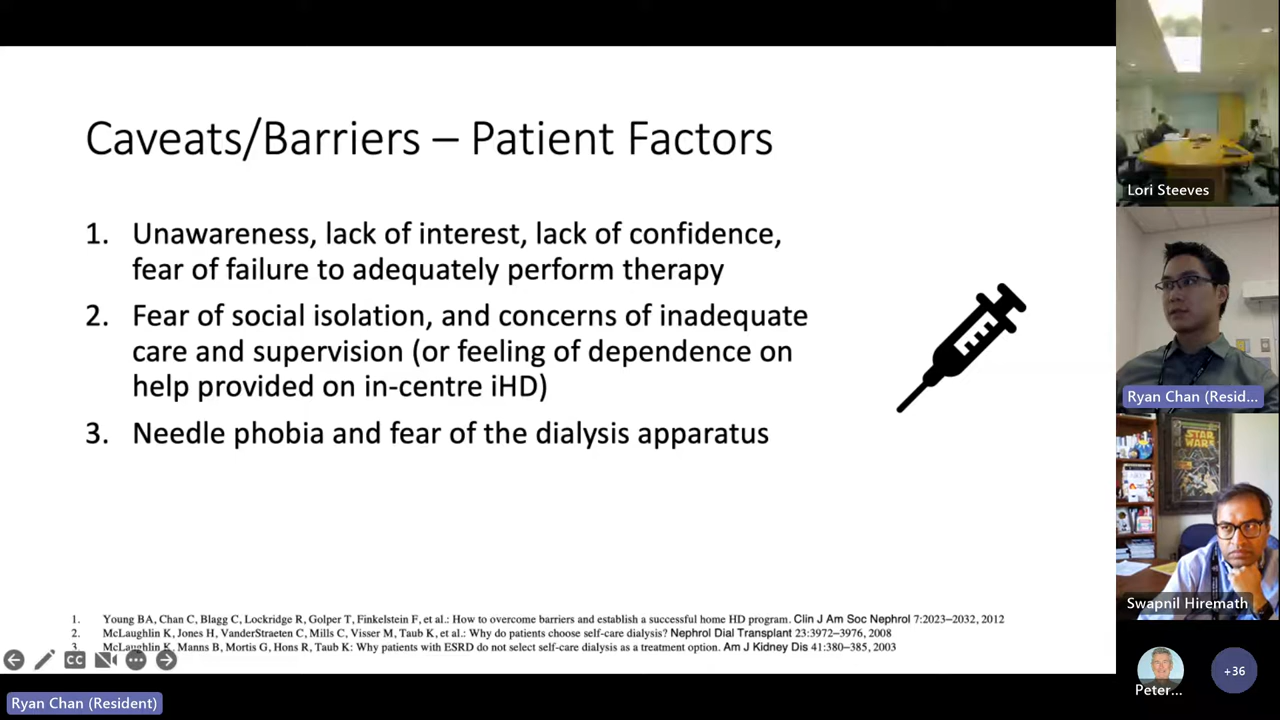 Caveats/Barriers – Patient Factors
1. Unawareness, lack of interest, lack of confidence,
fear of failure to adequately perform therapy
2. Fear of social isolation, and concerns of inadequate
care and supervision (or feeling of dependence on
help provided on in-centre iHD)
3. Needle phobia and fear of the dialysis apparatus
1. Young BA, Chan C, Blagg C, Lockridge R, Golper T, Finkelstein F, et al.: How to overcome barriers and establish a successful home HD program. Clin J Am Soc Nephrol 7:2023–2032, 2012
2. McLaughlin K, Jones H, VanderStraeten C, Mills C, Visser M, Taub K, et al.: Why do patients choose self-care dialysis? Nephrol Dial Transplant 23:3972–3976, 2008
3. McLaughlin K, Manns B, Mortis G, Hons R, Taub K: Why patients with ESRD do not select self-care dialysis as a treatment option. Am J Kidney Dis 41:380–385, 2003
CC
Ryan Chan (Resident)
Lori Steeves
Ryan Chan (Resid...
STAR
WARS
Swapnil Hiremath
Peter...
+36